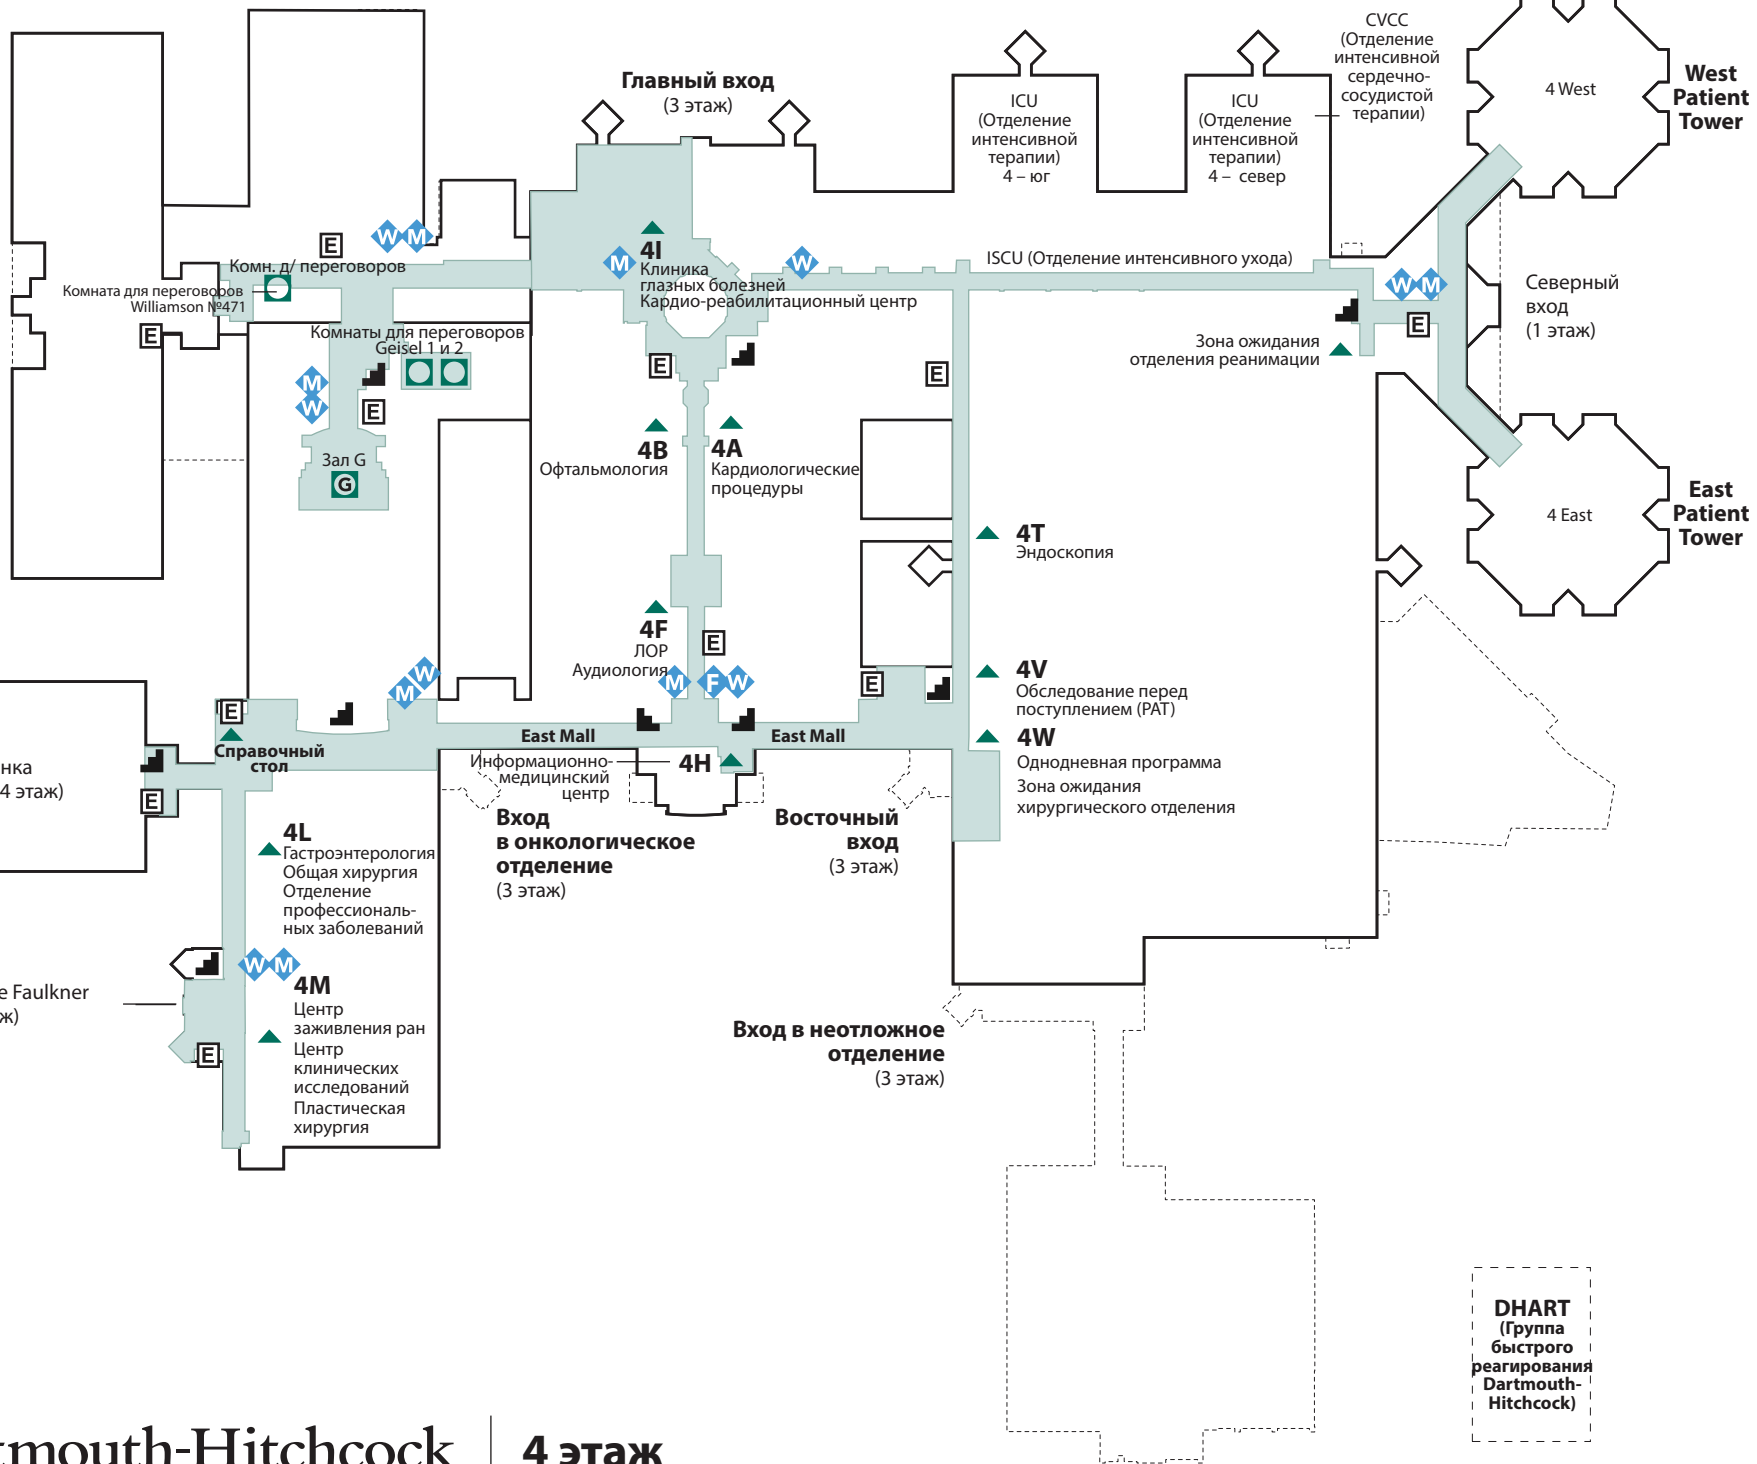 CVCC
(Отделение
интенсивной
сердечно-
сосудистой
терапии)
4 West
West
Patient
Tower
Главный вход
(3 этаж)
ICU
(Отделение
интенсивной
терапии)
4 – юг
ICU
(Отделение
интенсивной
терапии)
4 – север
E
W M
Комн. д/ переговоров
Комната для переговоров
Williamson №471
E
M
4I
Клиника
глазных болезней
Кардио-реабилитационный центр
W
ISCU (Отделение интенсивного ухода)
W M
E
Северный
вход
(1 этаж)
Комнаты для переговоров
Geisel 1 и 2
Зона ожидания
отделения реанимации
E
E
M
W
E
4B
Офтальмология
4A
Кардиологические
процедуры
Зал G
G
4 East
East
Patient
Tower
4T
Эндоскопия
4F
ЛОР
Аудиология
E
M F W
W
M
E
4V
Обследование перед
поступлением (PAT)
4W
Однодневная программа
Зона ожидания
хирургического отделения
E
Справочный
стол
East Mall
East Mall
4H
Информационно-
медицинский
центр
нка
4 этаж)
E
Вход
в онкологическое
отделение
(3 этаж)
Восточный
вход
(3 этаж)
4L
Гастроэнтерология
Общая хирургия
Отделение
профессиональ-
ных заболеваний
W M
4M
Центр
заживления ран
Центр
клинических
исследований
Пластическая
хирургия
e Faulkner
ж)
E
Вход в неотложное
отделение
(3 этаж)
DHART
(Группа
быстрого
реагирования
Dartmouth-
Hitchcock)
tmouth-Hitchcock
4 этаж